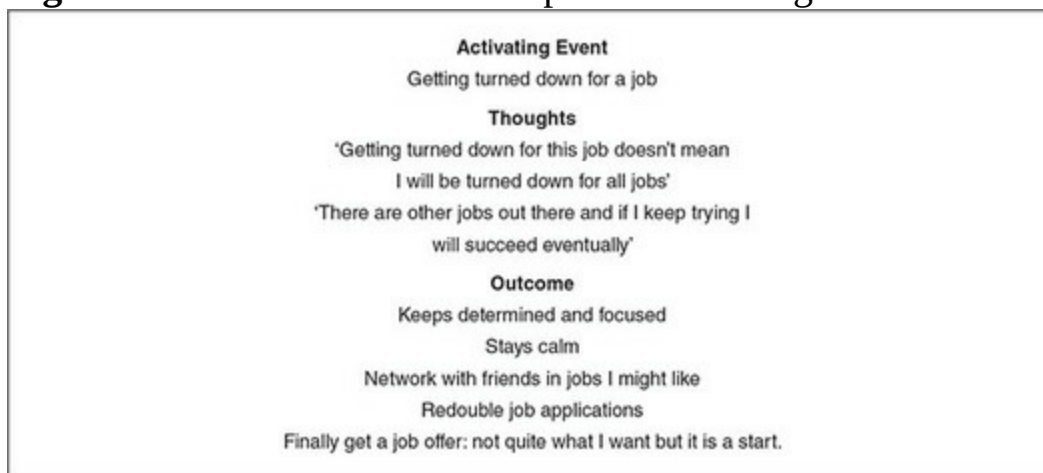 Activating Event
Getting turned down for a job
Thoughts
‘Getting turned down for this job doesn't mean
I will be turned down for all jobs’
‘There are other jobs out there and if I keep trying I
will succeed eventually’
Outcome
Keeps determined and focused
Stays calm
Network with friends in jobs I might like
Redouble job applications
Finally get a job offer: not quite what I want but it is a start.